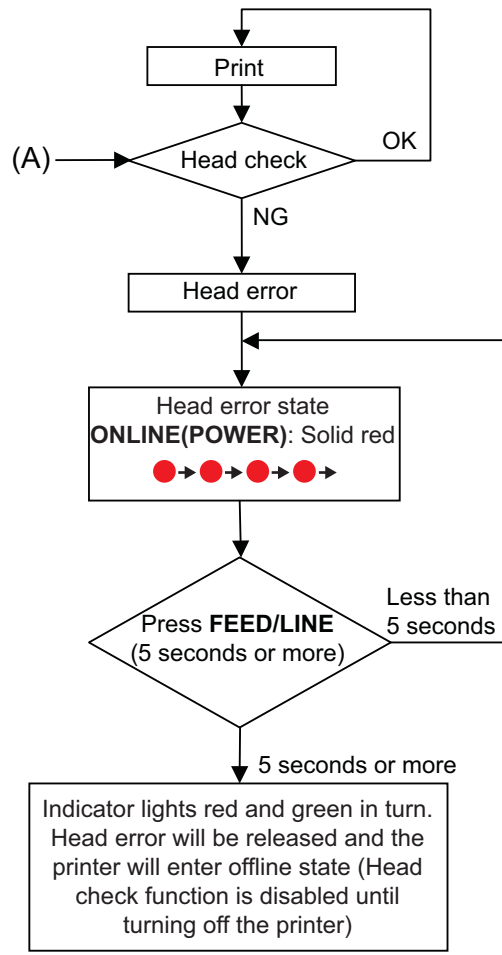 Print
(A)
Head check
OK
NG
Head error
Head error state
ONLINE(POWER): Solid red
Press FEED/LINE
(5 seconds or more)
Less than
5 seconds
5 seconds or more
Indicator lights red and green in turn.
Head error will be released and the
printer will enter offline state (Head
check function is disabled until
turning off the printer)